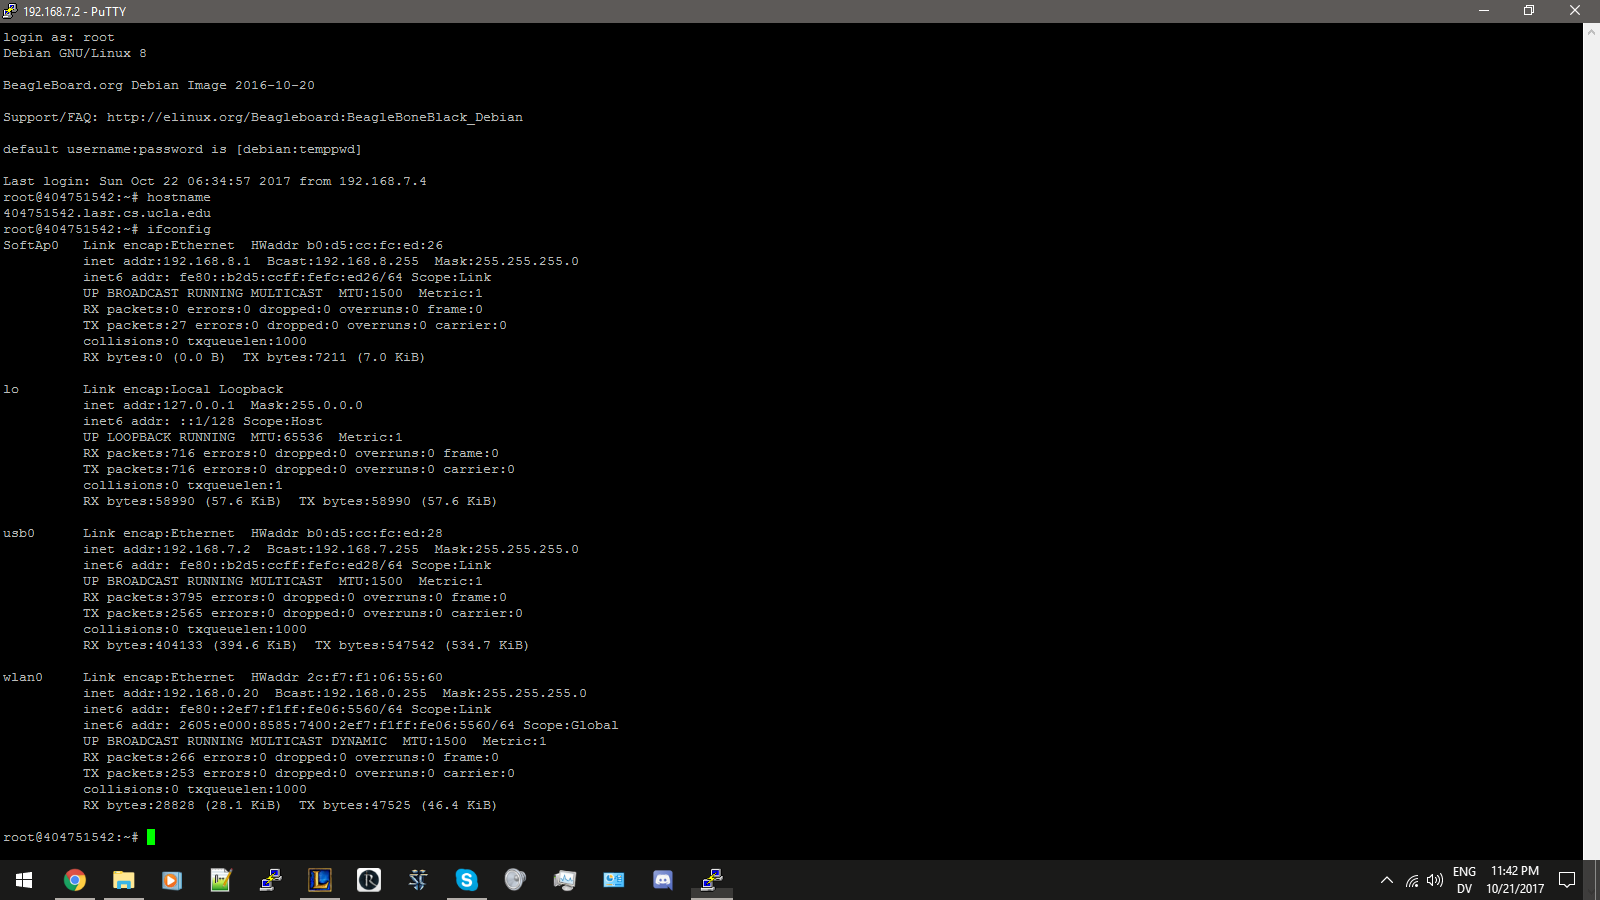 192.168.7.2 - PuTTY
login as: root
Debian GNU/Linux 8
BeagleBoard.org Debian Image 2016-10-20
Support/FAQ: http://elinux.org/Beagleboard:BeagleBoneBlack_Debian
default username:password is [debian:temppwd]
Last login: Sun Oct 22 06:34:57 2017 from 192.168.7.4
root@404751542:~# hostname
404751542.lasr.cs.ucla.edu
root@404751542:~# ifconfig
SoftAp0   Link encap:Ethernet  HWaddr b0:d5:cc:fc:ed:26
          inet addr:192.168.8.1  Bcast:192.168.8.255  Mask:255.255.255.0
          inet6 addr: fe80::b2d5:ccff:fefc:ed26/64 Scope:Link
          UP BROADCAST RUNNING MULTICAST  MTU:1500  Metric:1
          RX packets:0 errors:0 dropped:0 overruns:0 frame:0
          TX packets:27 errors:0 dropped:0 overruns:0 carrier:0
          collisions:0 txqueuelen:1000
          RX bytes:0 (0.0 B)  TX bytes:7211 (7.0 KiB)
lo        Link encap:Local Loopback
          inet addr:127.0.0.1  Mask:255.0.0.0
          inet6 addr: ::1/128 Scope:Host
          UP LOOPBACK RUNNING  MTU:65536  Metric:1
          RX packets:716 errors:0 dropped:0 overruns:0 frame:0
          TX packets:716 errors:0 dropped:0 overruns:0 carrier:0
          collisions:0 txqueuelen:1
          RX bytes:58990 (57.6 KiB)  TX bytes:58990 (57.6 KiB)
usb0      Link encap:Ethernet  HWaddr b0:d5:cc:fc:ed:28
          inet addr:192.168.7.2  Bcast:192.168.7.255  Mask:255.255.255.0
          inet6 addr: fe80::b2d5:ccff:fefc:ed28/64 Scope:Link
          UP BROADCAST RUNNING MULTICAST  MTU:1500  Metric:1
          RX packets:3795 errors:0 dropped:0 overruns:0 frame:0
          TX packets:2565 errors:0 dropped:0 overruns:0 carrier:0
          collisions:0 txqueuelen:1000
          RX bytes:404133 (394.6 KiB)  TX bytes:547542 (534.7 KiB)
wlan0     Link encap:Ethernet  HWaddr 2c:f7:f1:06:55:60
          inet addr:192.168.0.20  Bcast:192.168.0.255  Mask:255.255.255.0
          inet6 addr: fe80::2ef7:f1ff:fe06:5560/64 Scope:Link
          inet6 addr: 2605:e000:8585:7400:2ef7:f1ff:fe06:5560/64 Scope:Global
          UP BROADCAST RUNNING MULTICAST DYNAMIC  MTU:1500  Metric:1
          RX packets:266 errors:0 dropped:0 overruns:0 frame:0
          TX packets:253 errors:0 dropped:0 overruns:0 carrier:0
          collisions:0 txqueuelen:1000
          RX bytes:28828 (28.1 KiB)  TX bytes:47525 (46.4 KiB)
root@404751542:~#
ENG 11:42 PM
DV 10/21/2017